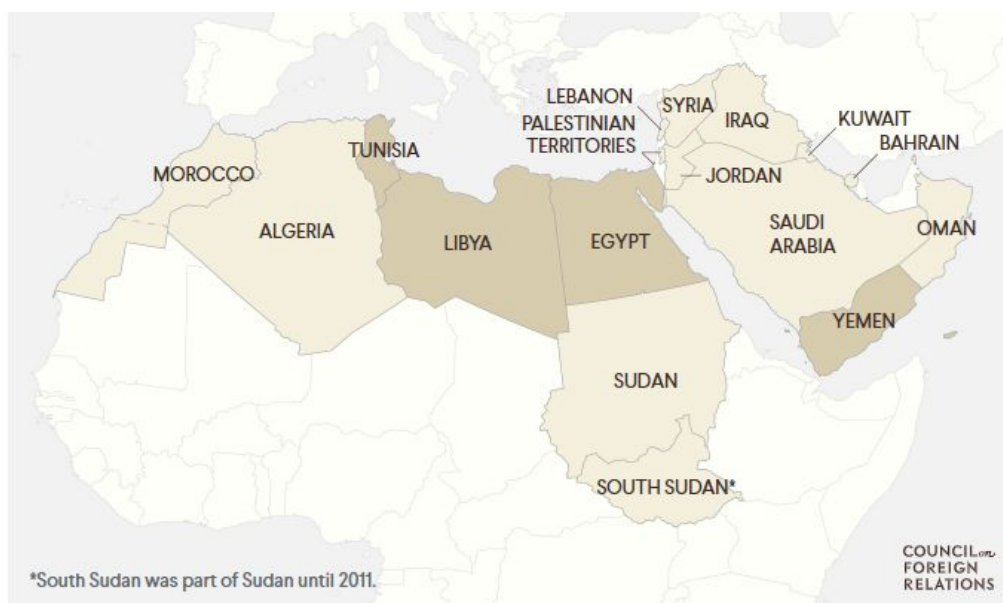 LEBANON
SYRIA
PALESTINIAN
TERRITORIES
IRAQ
KUWAIT
BAHRAIN
TUNISIA
MOROCCO
JORDAN
ALGERIA
LIBYA
EGYPT
SAUDI
ARABIA
OMAN
YEMEN
SUDAN
SOUTH SUDAN*
*South Sudan was part of Sudan until 2011.
COUNCIL on
FOREIGN
RELATIONS